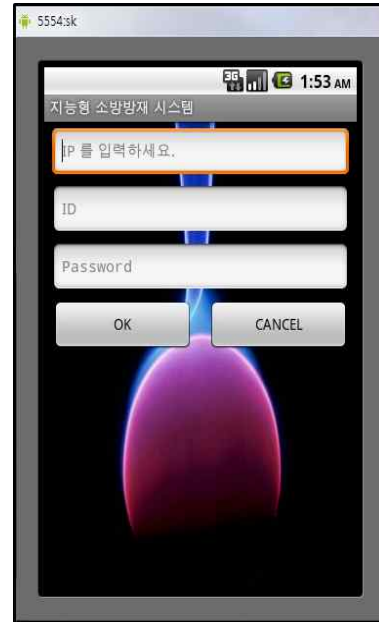 5554:sk
3G 1:53 AM
지능형 소방방재 시스템
IP 를 입력하세요.
ID
Password
OK CANCEL